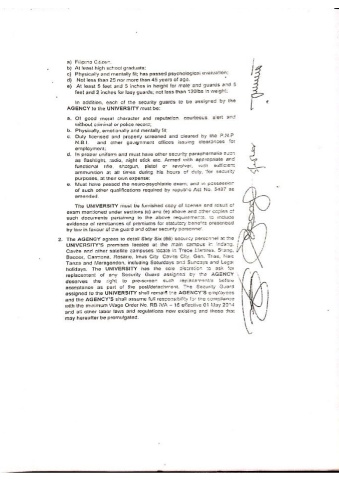 a) Filipino Citizen;
b) At least high school graduate;
c) Physically and mentally fit; has passed psychological evaluation;
d) Not less than 25 nor more than 45 years of age;
e) At least 5 feet and 5 inches in height for male and guards and 5
feet and 2 inches for lady guards; not less than 130lbs in weight;
In addition, each of the security guards to be assigned by the
AGENCY to the UNIVERSITY must be:
a. Of good moral character and reputation, courteous, alert and
without criminal or police record;
b. Physically, emotionally and mentally fit
c. Duly licensed and properly screened and cleared by the P.N.P
N.B.I. and other government offices issuing clearances for
employment;
d. In proper uniform and must have other security paraphernalia such
as flashlight, radio, night stick etc. Armed with appropriate and
functional shotgun, pistol or revolver, with sufficient
ammunition at all times during his hours of duty, for security
purposes, at their own expense;
e. Must have passed the neuro-psychiatric exam, and in possession
of such other qualifications required by Act No. 5487 as
amended.
The UNIVERSITY must be furnished copy of license and result of
exam mentioned under sections (c) and (e) above and other copies of
such documents pertaining to the above requirements, to include
evidence of remittances of premiums for statutory benefits prescribed
by law in favour of the guard and other security personnel.
2. The AGENCY agrees to detail Sixty Six (66) security personnel at the
UNIVERSITY'S premises located at the main campus in Indang,
Cavite and other satellite campuses locate in Trece Martires, Silang,
Bacoor, Carmona, Rosario, Imus City, Cavite City, Gen. Trias, Naic
Tanza and Maragondon, including Saturdays and Sundays and Legal
holidays. The UNIVERSITY has the sole discretion to ask for
replacement of any Security Guard assigned by the AGENCY
deserves the right to pre-screen such replacements before
acceptance as part of the post/detachment. The Security Guard
assigned to the UNIVERSITY shall remain the AGENCY'S employees
and the AGENCY'S shall assume full responsibility for the compliance
with the minimum Wage Order No. RB-IVA – 16 effective 01 May 2014
and all other labor laws and regulations now existing and those that
may hereafter be promulgated.